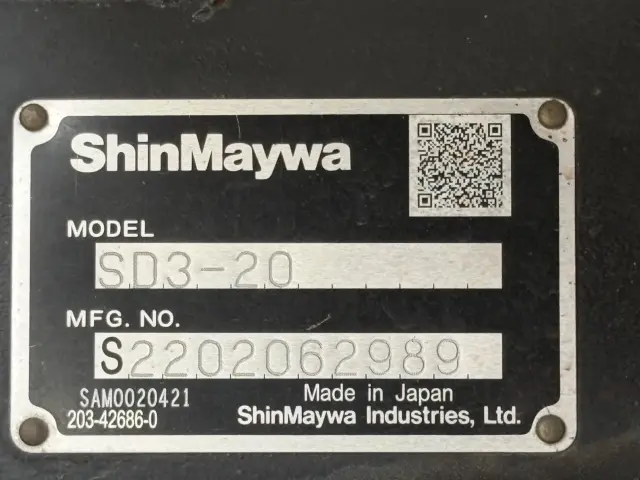 ShinMaywa
MODEL
SD3-20
MFG. NO.
S2202062989
SAM0020421
Made in Japan
203-42686-0
ShinMaywa Industries, Ltd.